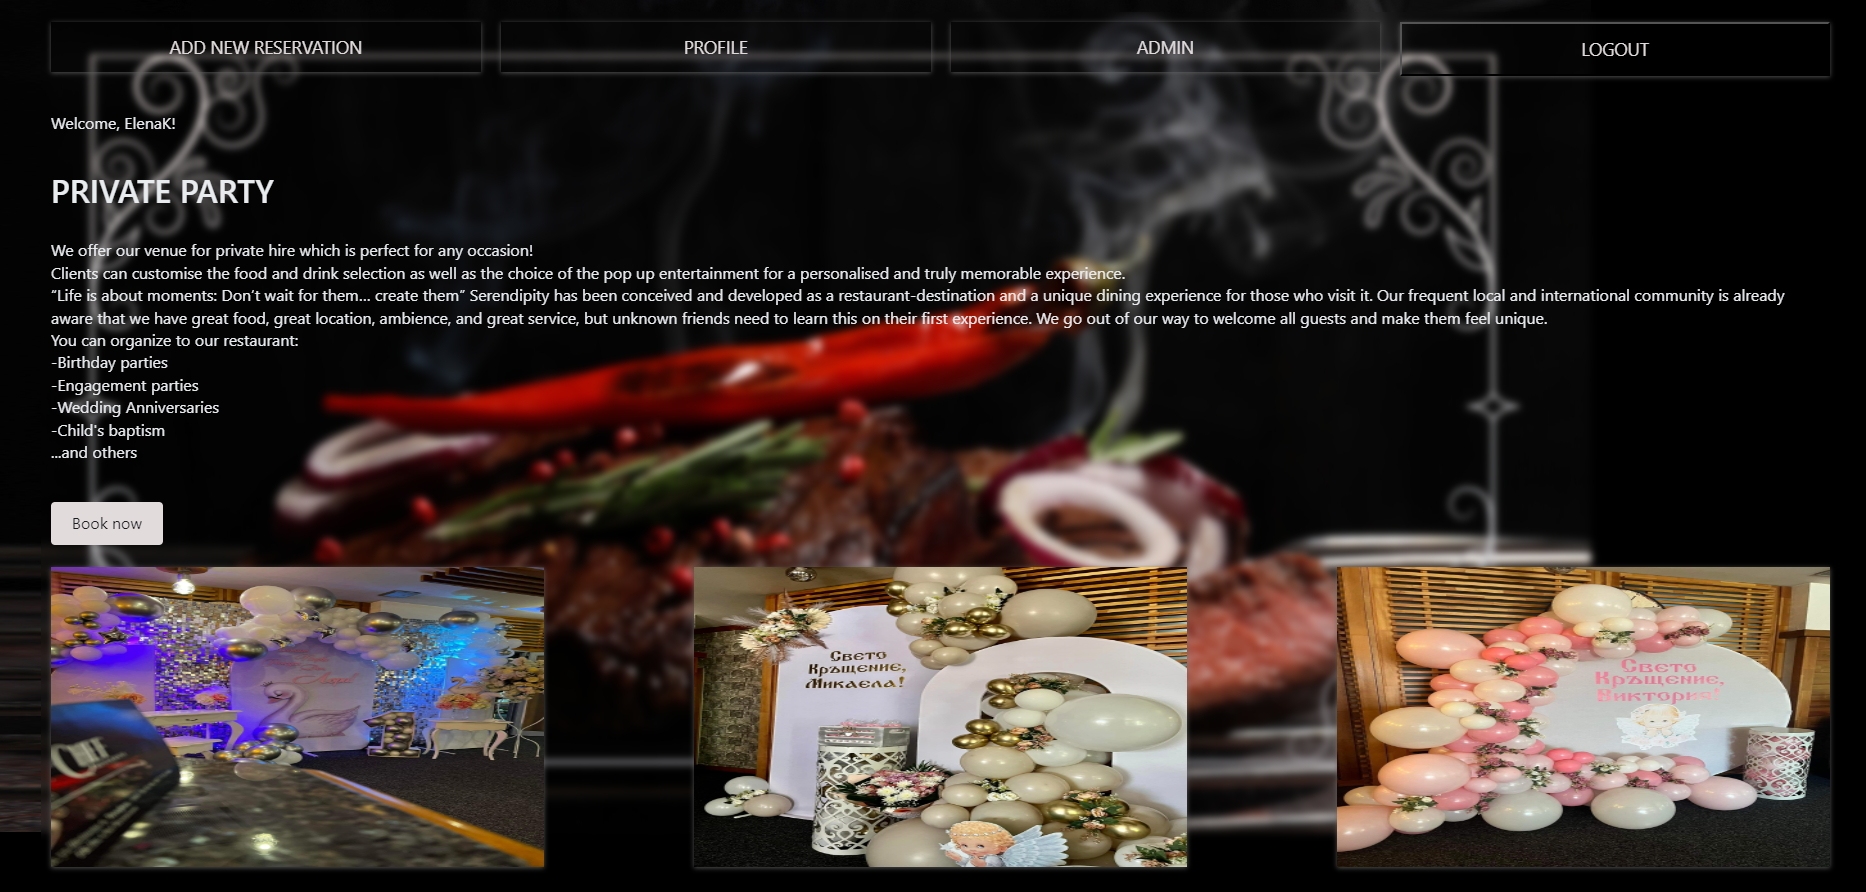 ADD NEW RESERVATION
PROFILE
ADMIN
LOGOUT
Welcome, ElenaK!
PRIVATE PARTY
We offer our venue for private hire which is perfect for any occasion!
Clients can customise the food and drink selection as well as the choice of the pop up entertainment for a personalised and truly memorable experience.
“Life is about moments: Don’t wait for them… create them” Serendipity has been conceived and developed as a restaurant-destination and a unique dining experience for those who visit it. Our frequent local and international community is already
aware that we have great food, great location, ambience, and great service, but unknown friends need to learn this on their first experience. We go out of our way to welcome all guests and make them feel unique.
You can organize to our restaurant:
-Birthday parties
-Engagement parties
-Wedding Anniversaries
-Child's baptism
...and others
Book now
Свето
Кръщение,
Микаела!
Свето
Кръщение,
Виктория!